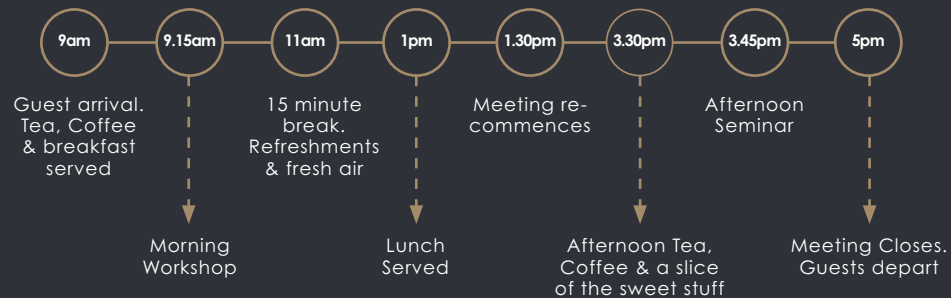 9am
9.15am
11am
1pm
1.30pm
3.30pm
3.45pm
5pm
Guest arrival.
Tea, Coffee
& breakfast
served
15 minute
break.
Refreshments
& fresh air
Meeting re-
commences
Afternoon
Seminar
Morning
Workshop
Lunch
Served
Afternoon Tea,
Coffee & a slice
of the sweet stuff
Meeting Closes.
Guests depart